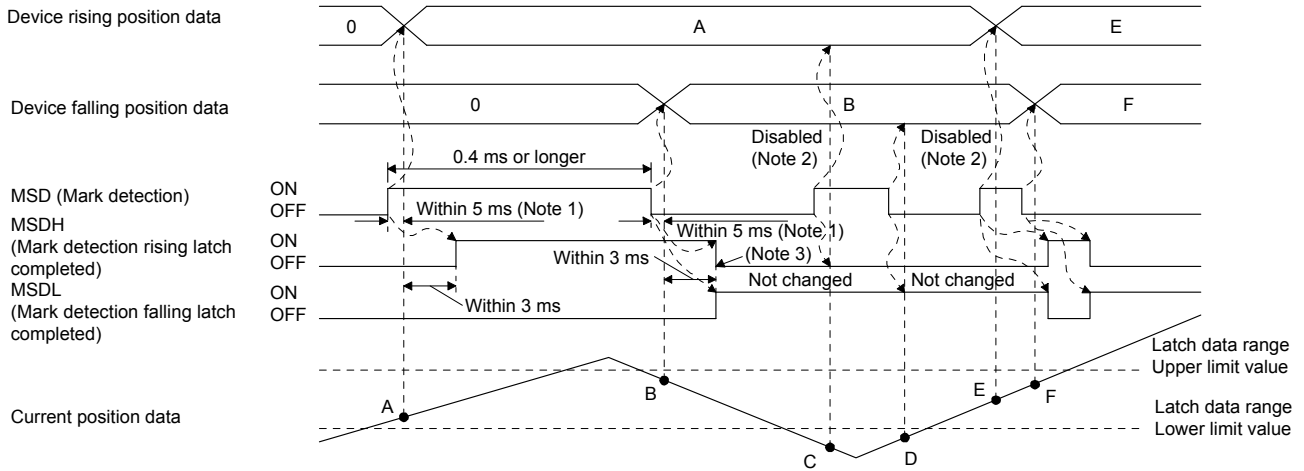 Device rising position data
0
A
E
Device falling position data
0
B
F
Disabled
(Note 2)
Disabled
(Note 2)
0.4 ms or longer
MSD (Mark detection)
ON
OFF
Within 5 ms (Note 1)
MSDH
(Mark detection rising latch
completed)
ON
OFF
Within 5 ms (Note 1)
(Note 3)
Within 3 ms
Not changed
Not changed
MSDL
(Mark detection falling latch
completed)
ON
OFF
Within 3 ms
Latch data range
Upper limit value
Current position data
A
B
C
D
E
F
Latch data range
Lower limit value